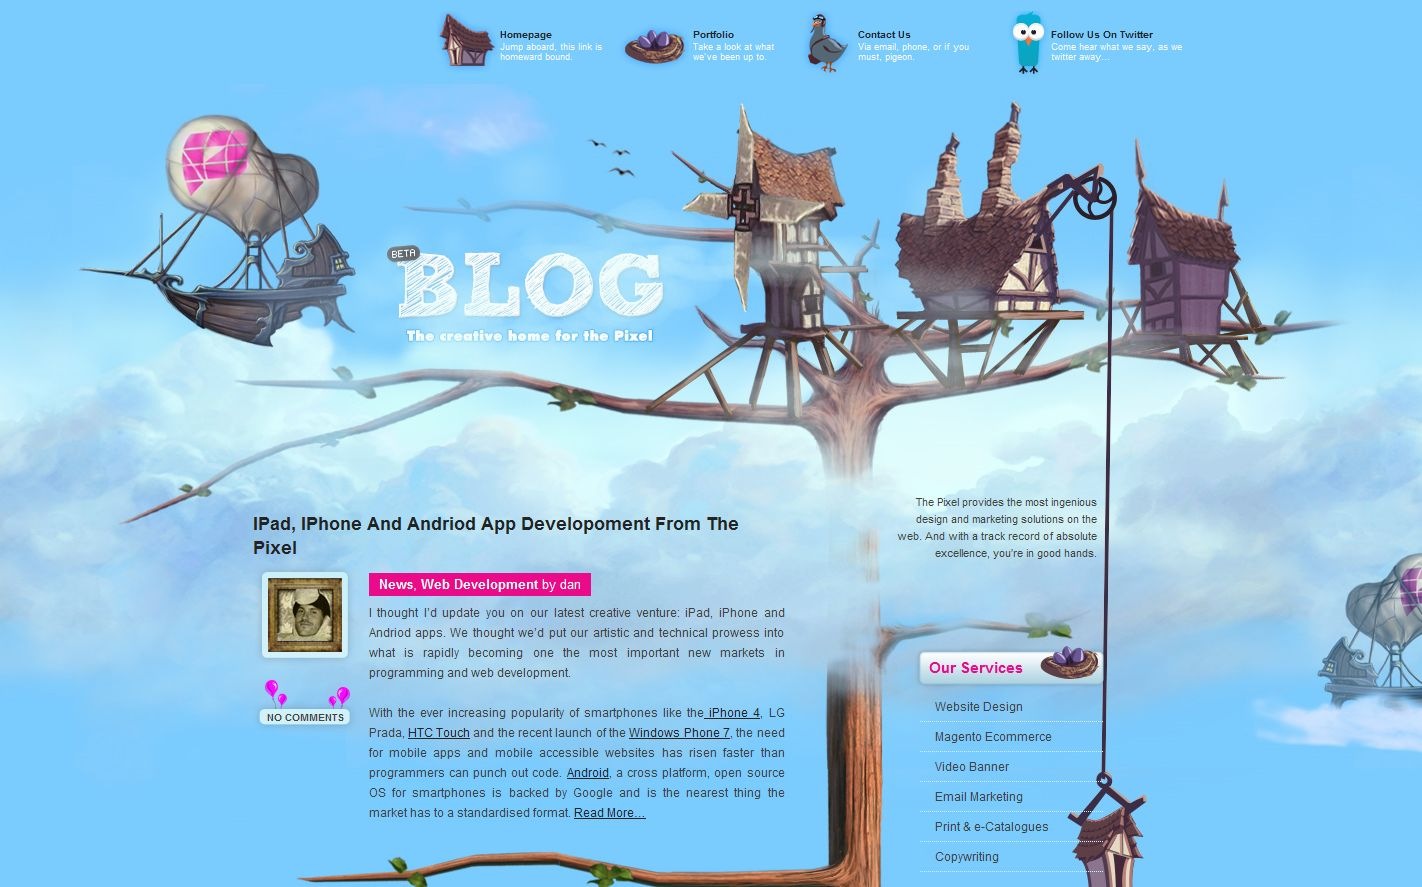 Homepage
Jump aboard, this link is
homeward bound.
Portfolio
Take a look at what
we've been up to.
Contact Us
Via email, phone, or if you
must, pigeon.
Follow Us On Twitter
Come hear what we say, as we
twitter away...
BETA
BLOG
The creative home for the Pixel
IPad, IPhone And Andriod App Developoment From The
Pixel
News, Web Development by dan
I thought I'd update you on our latest creative venture: iPad, iPhone and
Andriod apps. We thought we'd put our artistic and technical prowess into
what is rapidly becoming one the most important new markets in
programming and web development.
NO COMMENTS
With the ever increasing popularity of smartphones like the iPhone 4, LG
Prada, HTC Touch and the recent launch of the Windows Phone 7, the need
for mobile apps and mobile accessible websites has risen faster than
programmers can punch out code. Android, a cross platform, open source
OS for smartphones is backed by Google and is the nearest thing the
market has to a standardised format. Read More...
The Pixel provides the most ingenious
design and marketing solutions on the
web. And with a track record of absolute
excellence, you're in good hands.
Our Services
Website Design
Magento Ecommerce
Video Banner
Email Marketing
Print & e-Catalogues
Copywriting